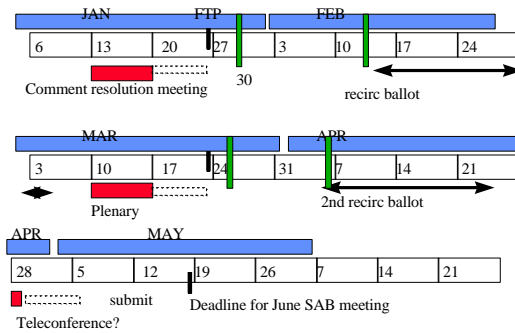 JAN FTP FEB
6 13 20 27 3 10 17 24
30
Comment resolution meeting recirc ballot
MAR APR
3 10 17 24 31 7 14 21
Plenary 2nd recirc ballot
APR MAY
28 5 12 19 26 7 14 21
submit Deadline for June SAB meeting
Teleconference?